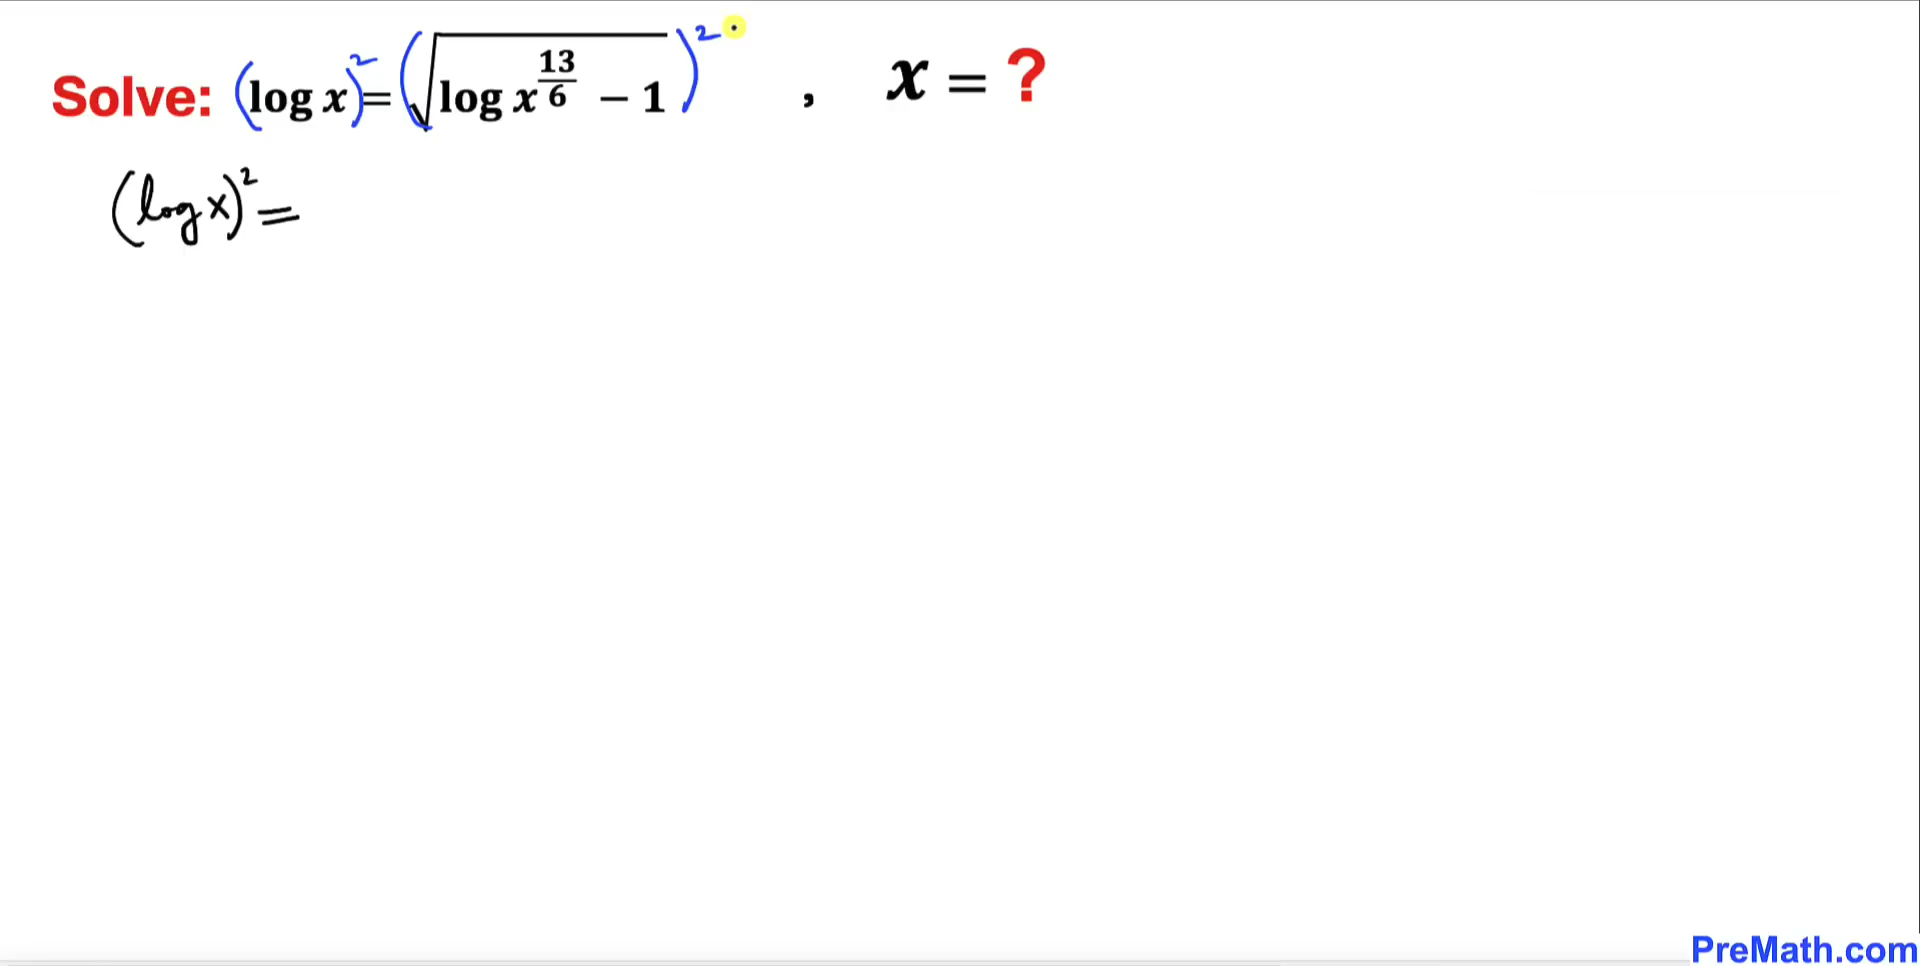 Solve: (log x)² = (√(log x^(13/6) − 1))² , x = ?
(log x)² =
PreMath.com